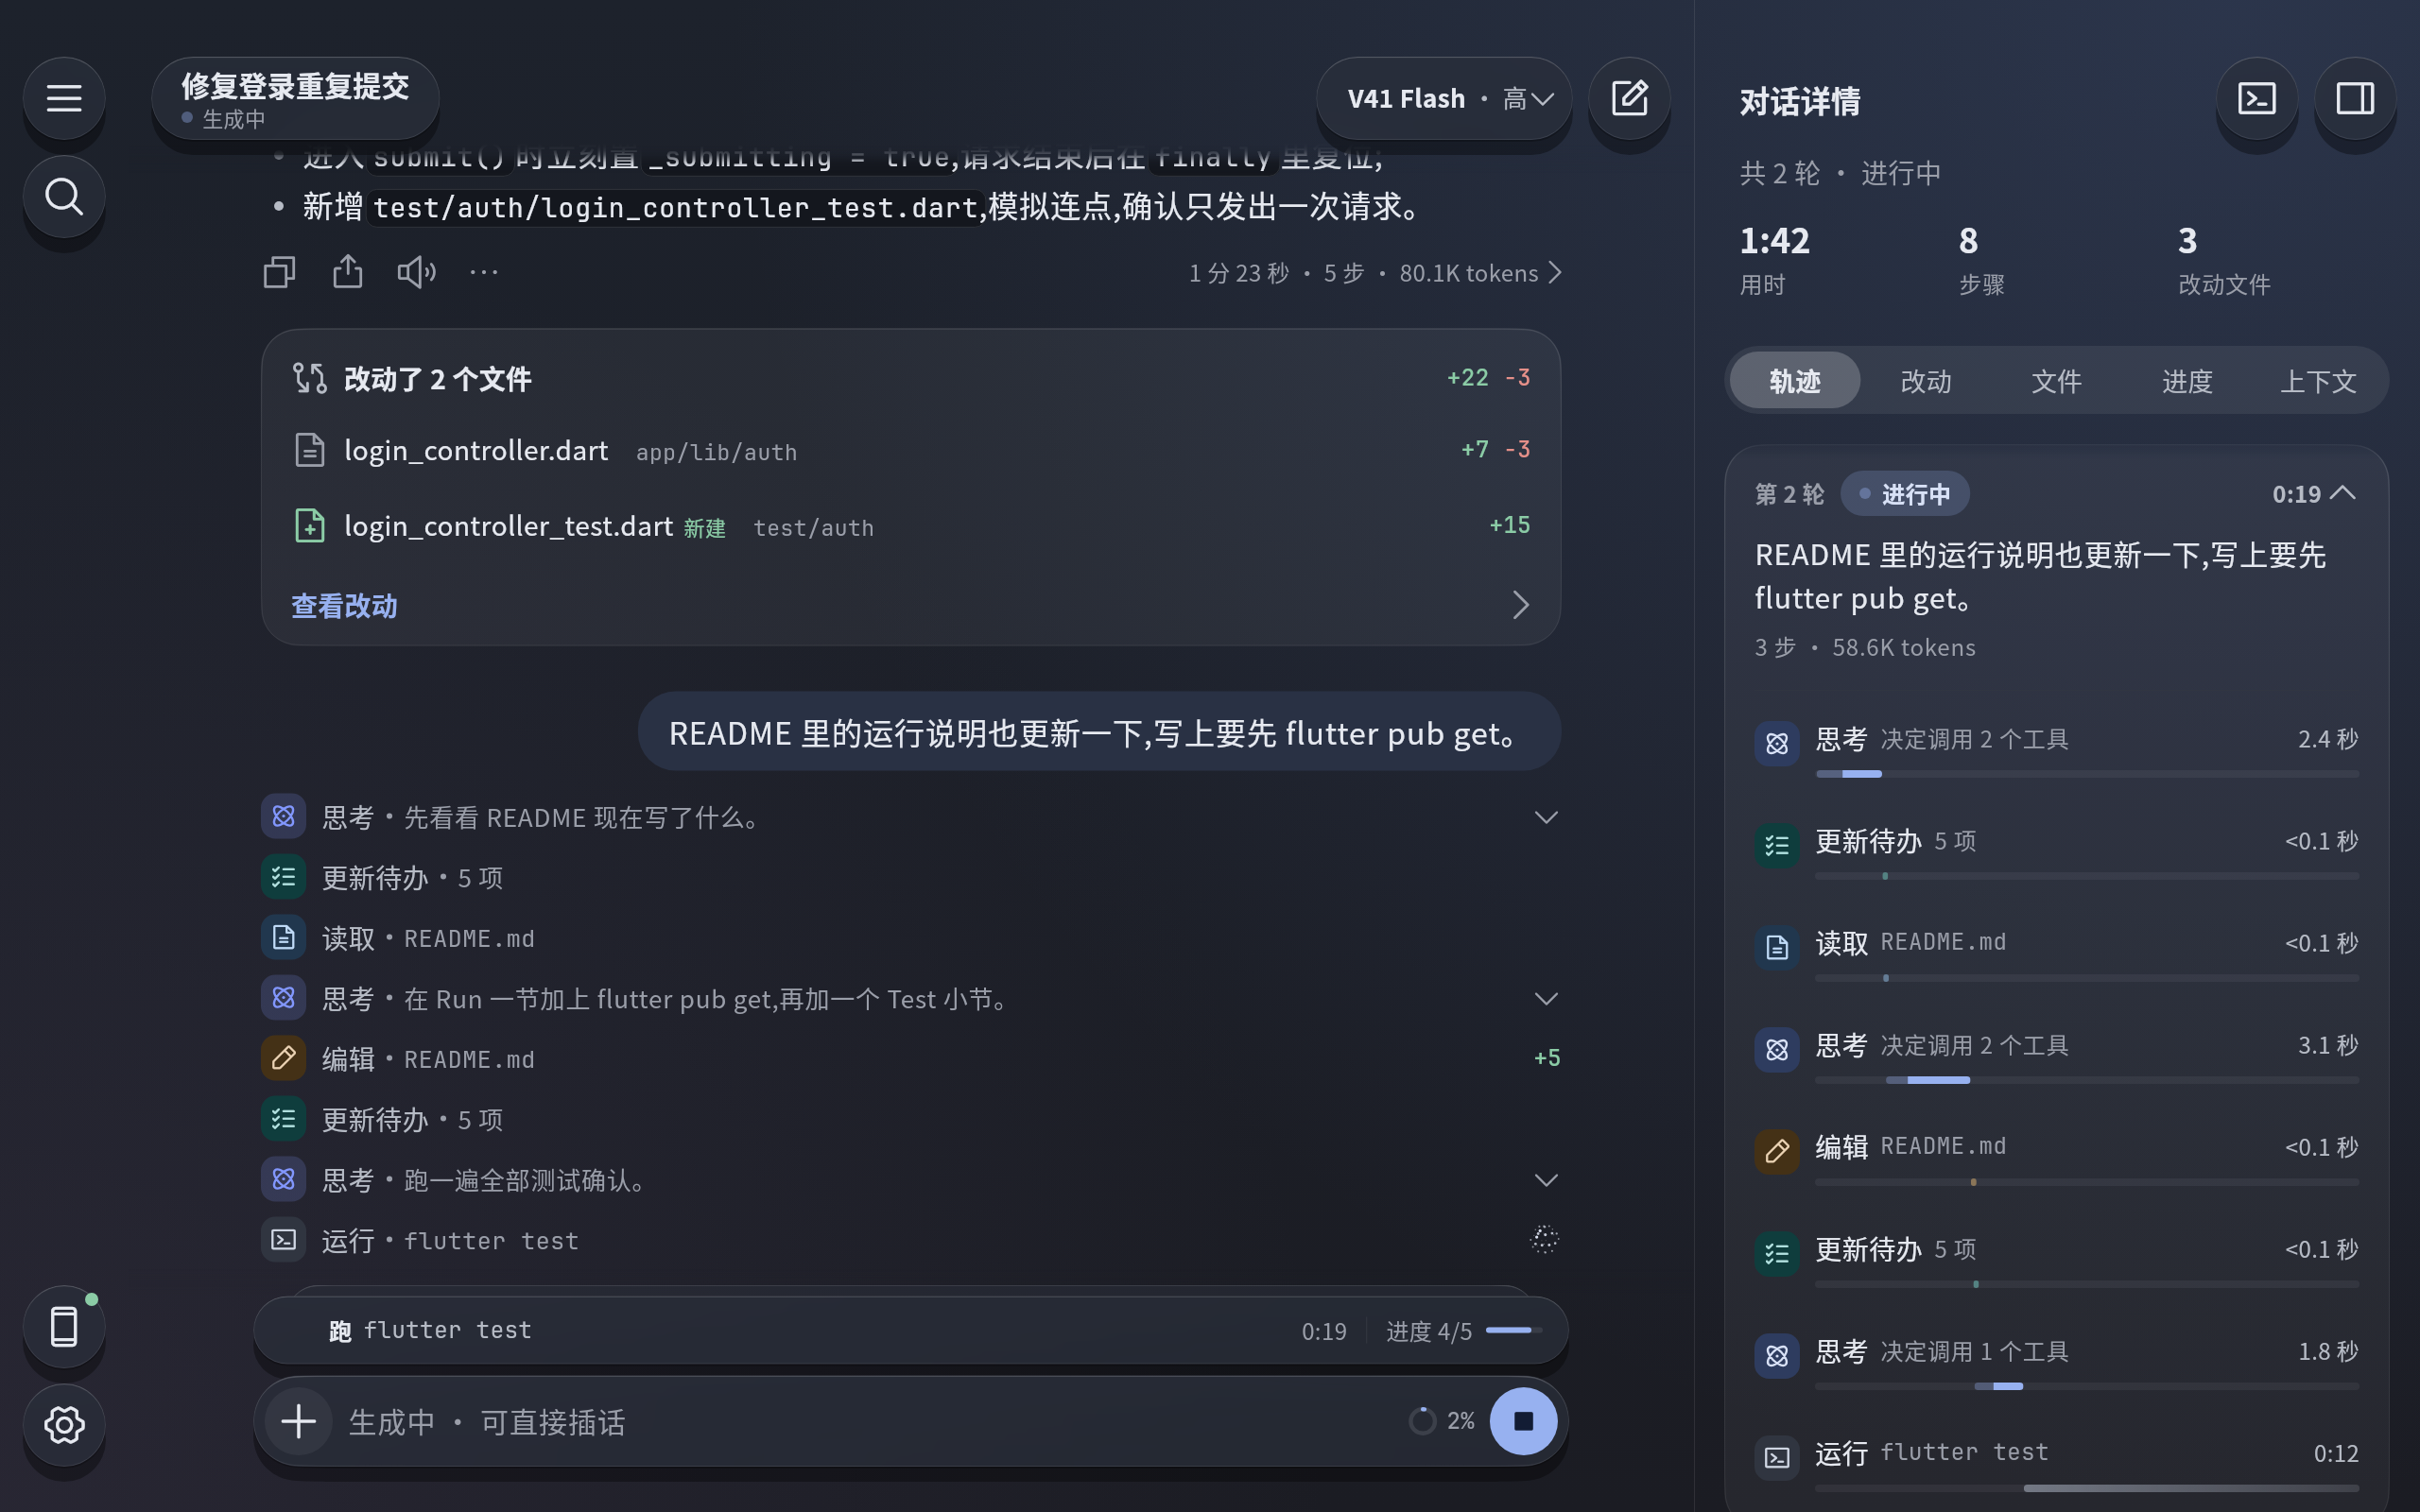 修复登录重复提交
生成中
V41 Flash · 高
进入 submit() 时立刻置 _submitting = true,请求结束后在 finally 里复位;
新增 test/auth/login_controller_test.dart,模拟连点,确认只发出一次请求。
1 分 23 秒 · 5 步 · 80.1K tokens
改动了 2 个文件 +22 -3
login_controller.dart app/lib/auth +7 -3
login_controller_test.dart 新建 test/auth +15
查看改动
README 里的运行说明也更新一下,写上要先 flutter pub get。
思考 · 先看看 README 现在写了什么。
更新待办 · 5 项
读取 · README.md
思考 · 在 Run 一节加上 flutter pub get,再加一个 Test 小节。
编辑 · README.md +5
更新待办 · 5 项
思考 · 跑一遍全部测试确认。
运行 · flutter test
跑 flutter test 0:19 进度 4/5
生成中 · 可直接插话 2%
对话详情
共 2 轮 · 进行中
1:42 8 3
用时 步骤 改动文件
轨迹 改动 文件 进度 上下文
第 2 轮 进行中 0:19
README 里的运行说明也更新一下,写上要先
flutter pub get。
3 步 · 58.6K tokens
思考 决定调用 2 个工具 2.4 秒
更新待办 5 项 <0.1 秒
读取 README.md <0.1 秒
思考 决定调用 2 个工具 3.1 秒
编辑 README.md <0.1 秒
更新待办 5 项 <0.1 秒
思考 决定调用 1 个工具 1.8 秒
运行 flutter test 0:12